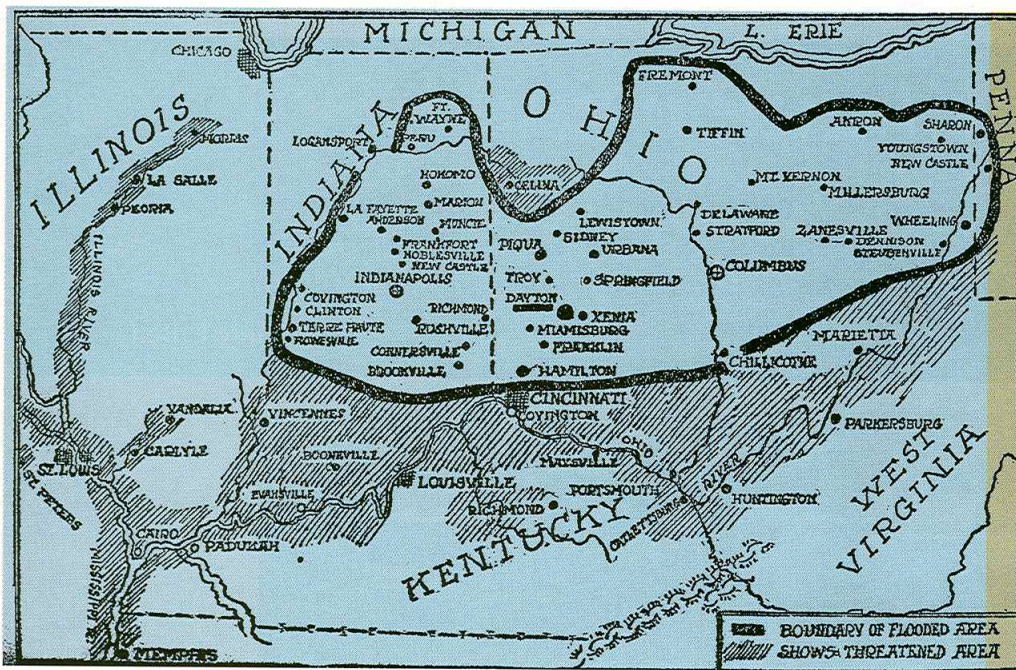 MICHIGAN
L. ERIE
CHICAGO
PENNA
ILLINOIS
INDIANA
OHIO
FREMONT
FT. WAYNE
MORRIS
LOGANSPORT
PERU
TIFFIN
AKRON
SHARON
YOUNGSTOWN
NEW CASTLE
LA SALLE
KOKOMO
CELINA
MT. VERNON
MILLERSBURG
PEORIA
MARION
LA FAYETTE
ANDERSON
MUNCIE
LEWISTOWN
DELAWARE
STRATFORD
WHEELING
ZANESVILLE
DENNISON
STEUBENVILLE
FRANKFORT
NOBLESVILLE
NEW CASTLE
PIQUA
SIDNEY
URBANA
ILLINOIS RIVER
INDIANAPOLIS
TROY
SPRINGFIELD
COLUMBUS
COVINGTON
CLINTON
RICHMOND
DAYTON
XENIA
TERRE HAUTE
RUSHVILLE
MIAMISBURG
MARIETTA
CONNERSVILLE
FRANKLIN
CHILLICOTHE
BROOKVILLE
HAMILTON
CINCINNATI
COVINGTON
VANDALIA
VINCENNES
PARKERSBURG
CARLYLE
BOONEVILLE
MAYSVILLE
OHIO RIVER
ST. LOUIS
ST. PETERS
LOUISVILLE
EVANSVILLE
RICHMOND
PORTSMOUTH
CATLETTSBURG
HUNTINGTON
WEST VIRGINIA
KENTUCKY
CAIRO
PADUKAH
MISSISSIPPI R
MEMPHIS
BOUNDARY OF FLOODED AREA
SHOWS THREATENED AREA